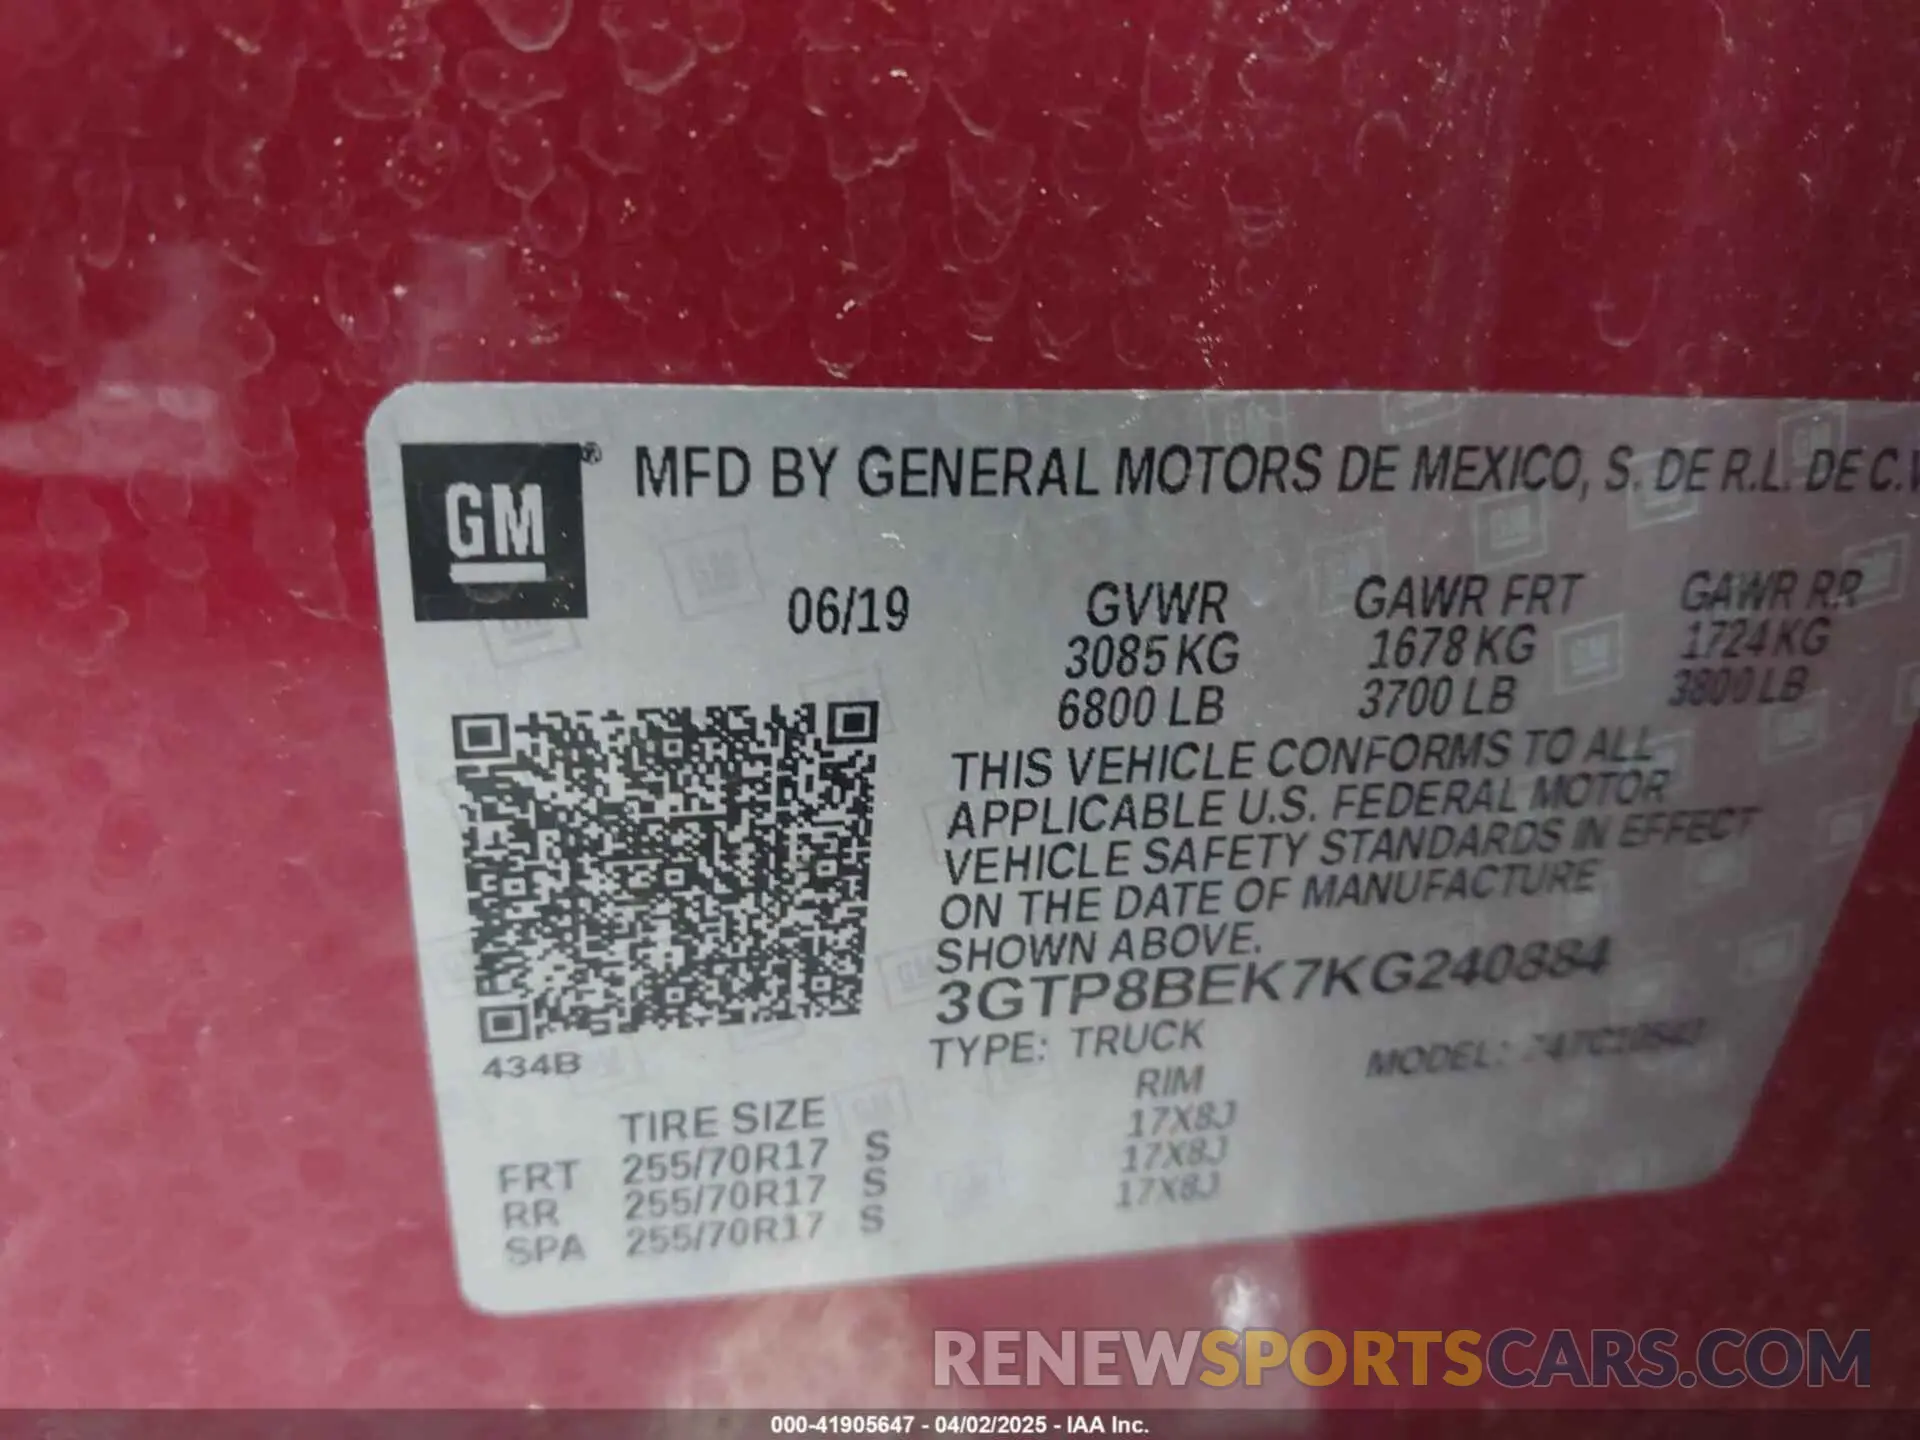 GM®
MFD BY GENERAL MOTORS DE MEXICO, S. DE R.L. DE C.V
06/19
GVWR GAWR FRT GAWR RR
3085 KG 1678 KG 1724 KG
6800 LB 3700 LB 3800 LB
THIS VEHICLE CONFORMS TO ALL
APPLICABLE U.S. FEDERAL MOTOR
VEHICLE SAFETY STANDARDS IN EFFECT
ON THE DATE OF MANUFACTURE
SHOWN ABOVE.
3GTP8BEK7KG240884
434B
TYPE: TRUCK MODEL:
TIRE SIZE RIM
FRT 255/70R17 S 17X8J
RR 255/70R17 S 17X8J
SPA 255/70R17 S 17X8J
RENEWSPORTSCARS.COM
000-41905647 - 04/02/2025 - IAA Inc.